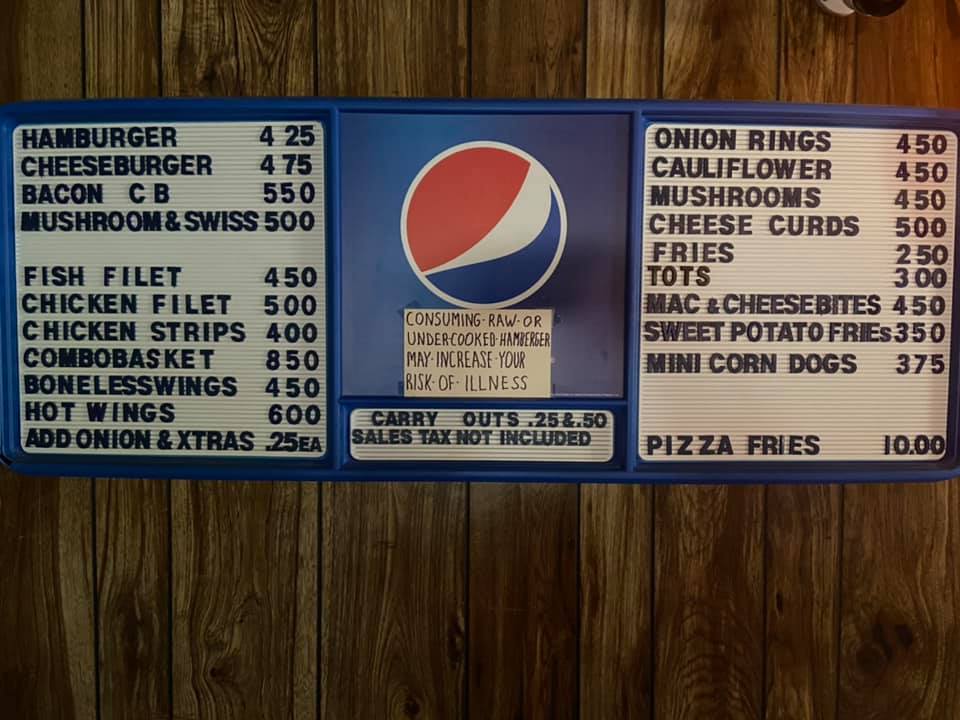 HAMBURGER 4 25
CHEESEBURGER 4 75
BACON C B 550
MUSHROOM & SWISS 500
FISH FILET 450
CHICKEN FILET 500
CHICKEN STRIPS 400
COMBOBASKET 850
BONELESSWINGS 450
HOT WINGS 600
ADD ONION & XTRAS .25EA
CONSUMING RAW OR
UNDER-COOKED HAMBERGER
MAY INCREASE YOUR
RISK OF ILLNESS
CARRY OUTS .25 &.50
SALES TAX NOT INCLUDED
ONION RINGS 450
CAULIFLOWER 450
MUSHROOMS 450
CHEESE CURDS 500
FRIES 250
TOTS 300
MAC & CHEESEBITES 450
SWEET POTATO FRIEs 350
MINI CORN DOGS 375
PIZZA FRIES 10.00